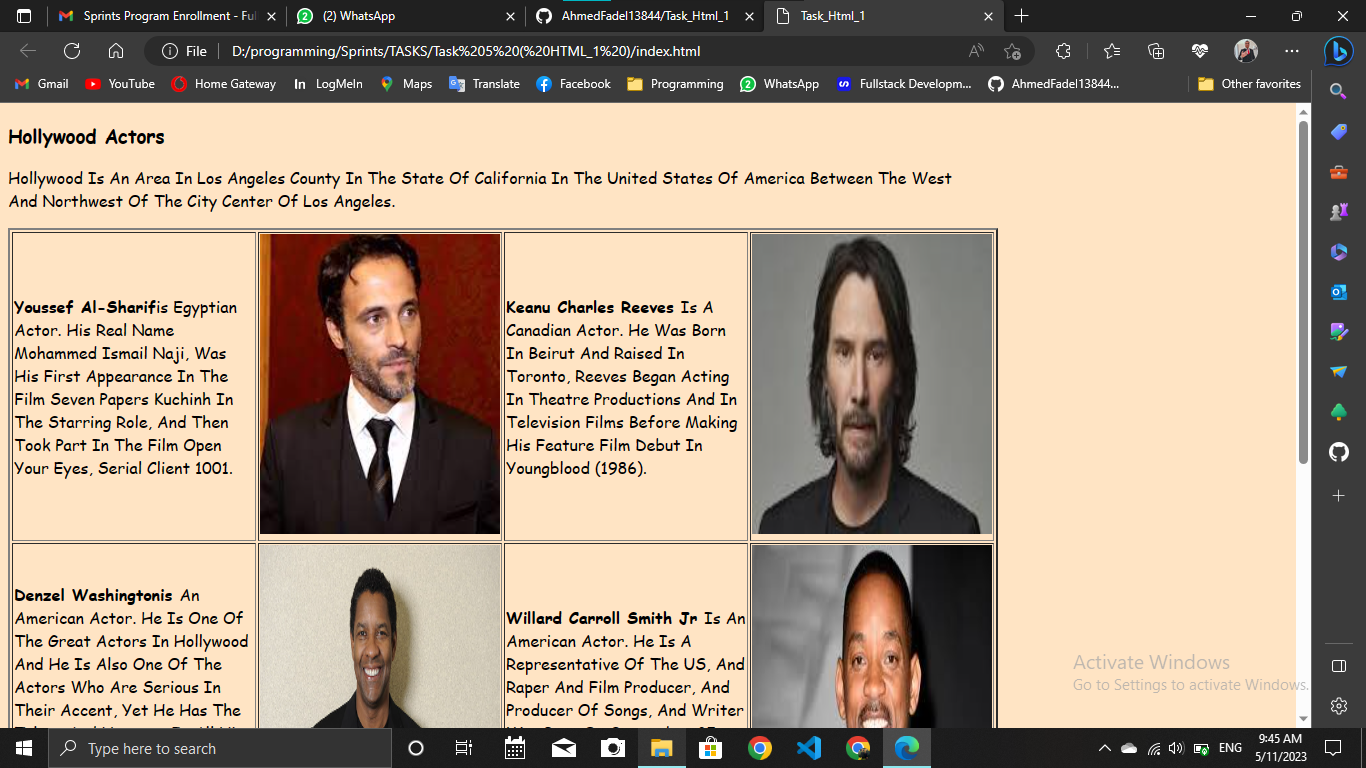 Sprints Program Enrollment - Ful
(2) WhatsApp
AhmedFadel13844/Task_Html_1
Task_Html_1
File
D:/programming/Sprints/TASKS/Task%205%20(%20HTML_1%20)/index.html
Gmail
YouTube
Home Gateway
In LogMeIn
Maps
Translate
Facebook
Programming
WhatsApp
Fullstack Developm...
AhmedFadel13844...
Other favorites
Hollywood Actors
Hollywood Is An Area In Los Angeles County In The State Of California In The United States Of America Between The West
And Northwest Of The City Center Of Los Angeles.
Youssef Al-Sharifis Egyptian
Actor. His Real Name
Mohammed Ismail Naji, Was
His First Appearance In The
Film Seven Papers Kuchinh In
The Starring Role, And Then
Took Part In The Film Open
Your Eyes, Serial Client 1001.
Keanu Charles Reeves Is A
Canadian Actor. He Was Born
In Beirut And Raised In
Toronto, Reeves Began Acting
In Theatre Productions And In
Television Films Before Making
His Feature Film Debut In
Youngblood (1986).
Denzel Washingtonis An
American Actor. He Is One Of
The Great Actors In Hollywood
And He Is Also One Of The
Actors Who Are Serious In
Their Accent, Yet He Has The
Willard Carroll Smith Jr Is An
American Actor. He Is A
Representative Of The US, And
Raper And Film Producer, And
Producer Of Songs, And Writer
Activate Windows
Go to Settings to activate Windows.
Type here to search
ENG
9:45 AM
5/11/2023